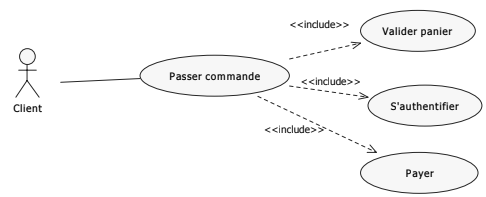 <<include>>
Valider panier
Passer commande
<<include>>
S'authentifier
Client
<<include>>
Payer